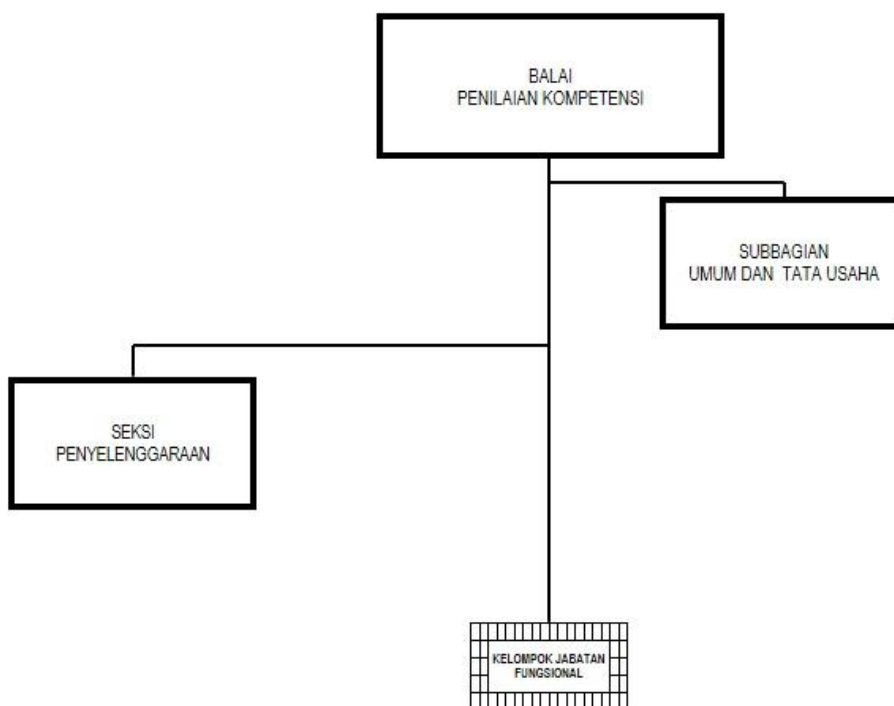 BALAI
PENILAIAN KOMPETENSI
SUBBAGIAN
UMUM DAN TATA USAHA
SEKSI
PENYELENGGARAAN
KELOMPOK JABATAN
FUNGSIONAL